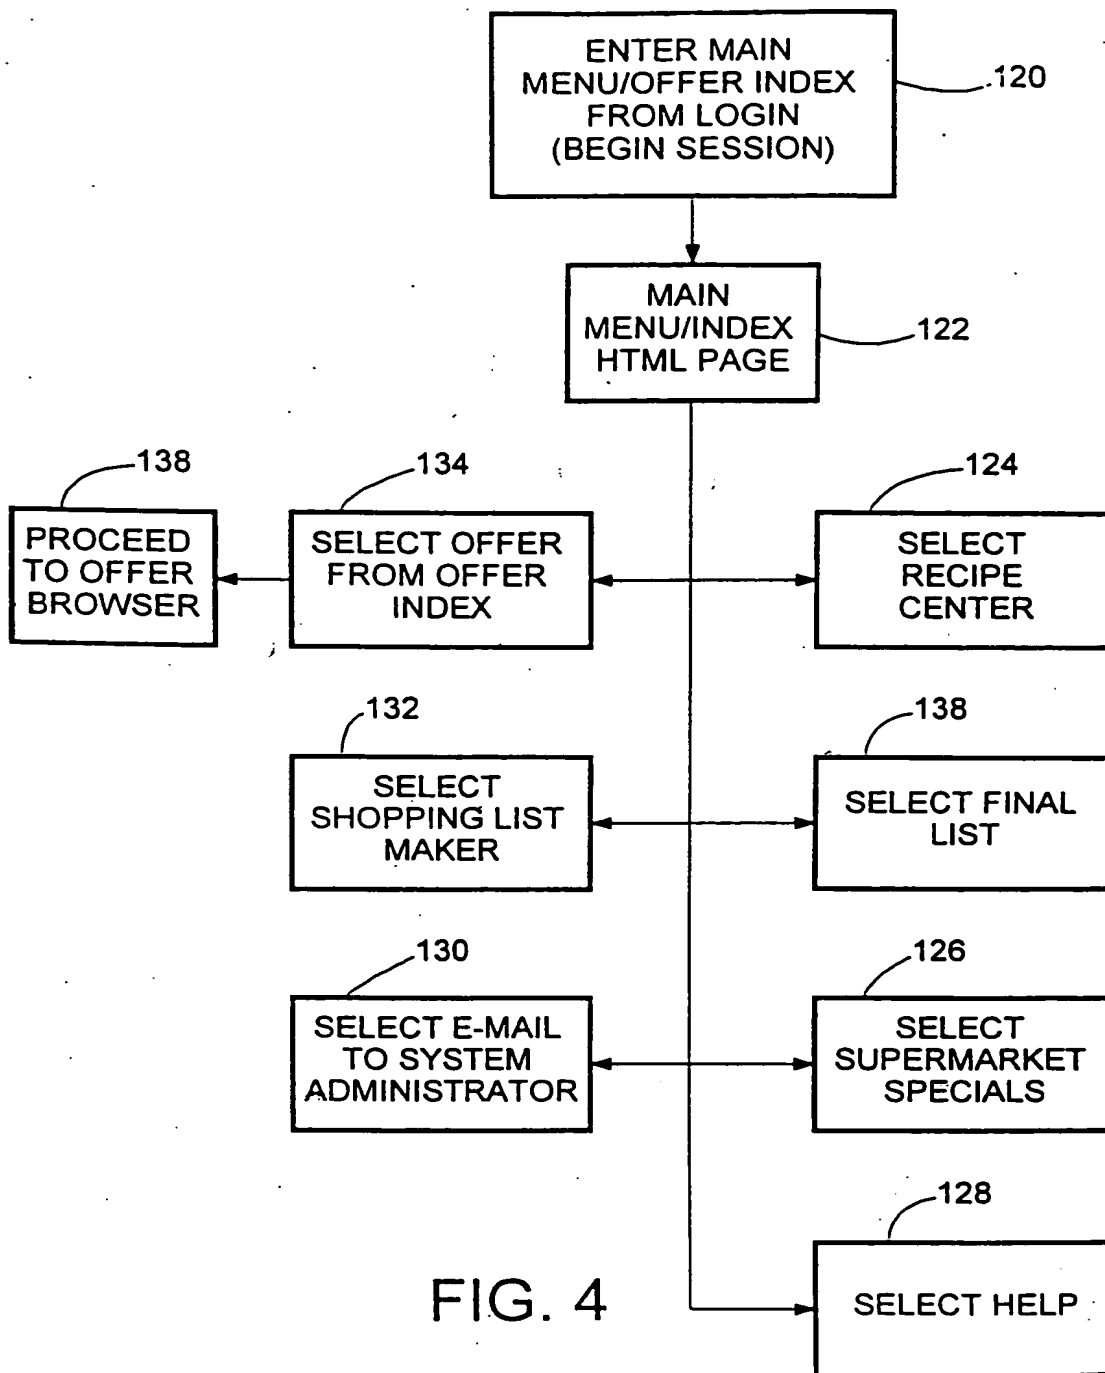 ENTER MAIN
MENU/OFFER INDEX
FROM LOGIN
(BEGIN SESSION)
120
MAIN
MENU/INDEX
HTML PAGE
122
138
PROCEED
TO OFFER
BROWSER
134
SELECT OFFER
FROM OFFER
INDEX
124
SELECT
RECIPE
CENTER
132
SELECT
SHOPPING LIST
MAKER
138
SELECT FINAL
LIST
130
SELECT E-MAIL
TO SYSTEM
ADMINISTRATOR
126
SELECT
SUPERMARKET
SPECIALS
128
SELECT HELP
FIG. 4